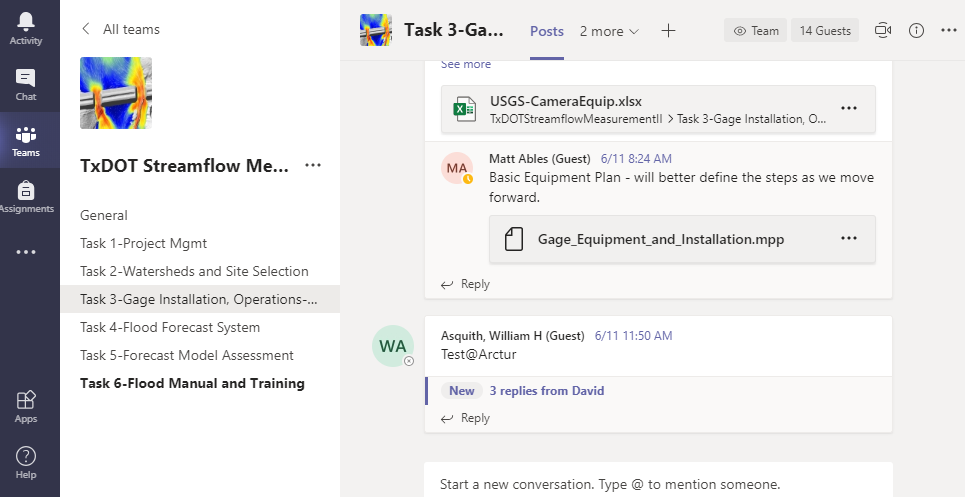 Activity
Chat
Teams
Assignments
Apps
Help
All teams
TxDOT Streamflow Me...
General
Task 1-Project Mgmt
Task 2-Watersheds and Site Selection
Task 3-Gage Installation, Operations-...
Task 4-Flood Forecast System
Task 5-Forecast Model Assessment
Task 6-Flood Manual and Training
Task 3-Ga...
Posts
2 more
Team
14 Guests
See more
USGS-CameraEquip.xlsx
TxDOTStreamflowMeasurementII > Task 3-Gage Installation, O...
MA
Matt Ables (Guest) 6/11 8:24 AM
Basic Equipment Plan - will better define the steps as we move
forward.
Gage_Equipment_and_Installation.mpp
Reply
WA
Asquith, William H (Guest) 6/11 11:50 AM
Test@Arctur
New 3 replies from David
Reply
Start a new conversation. Type @ to mention someone.